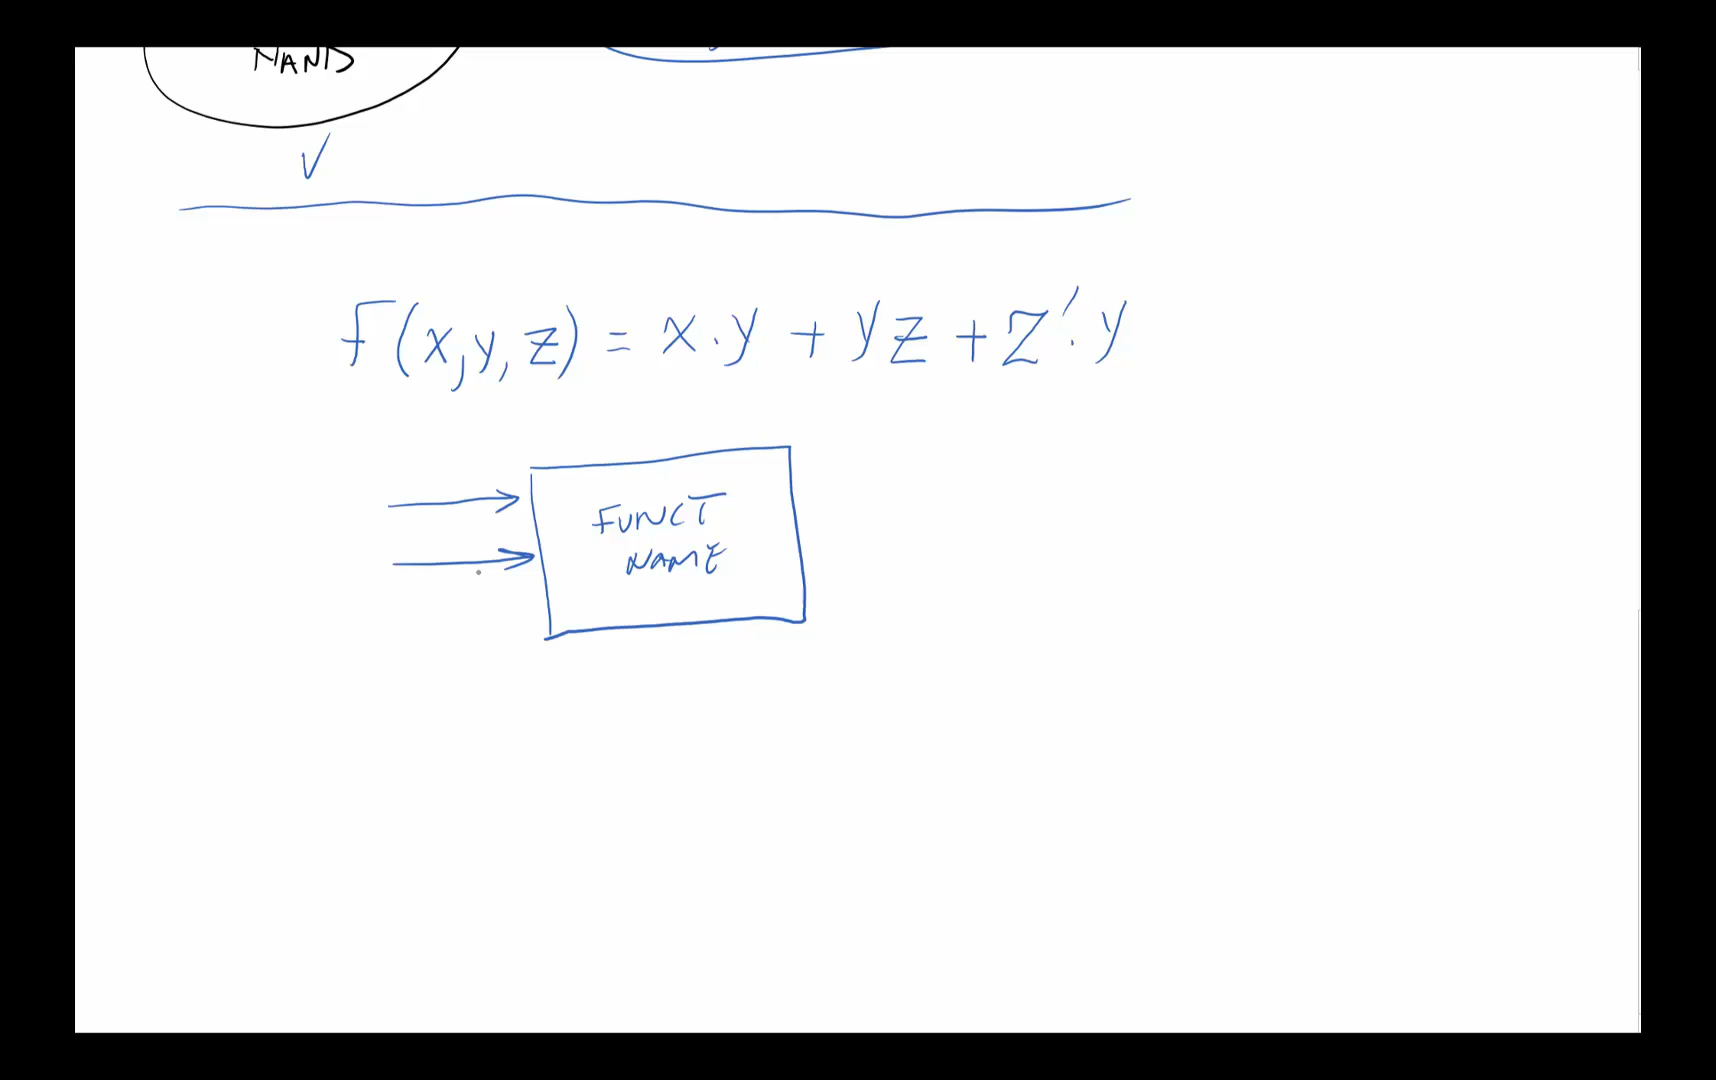 NANDS
V
F(x,y,z) = x.y + yz + z'.y
FUNCT
NAME